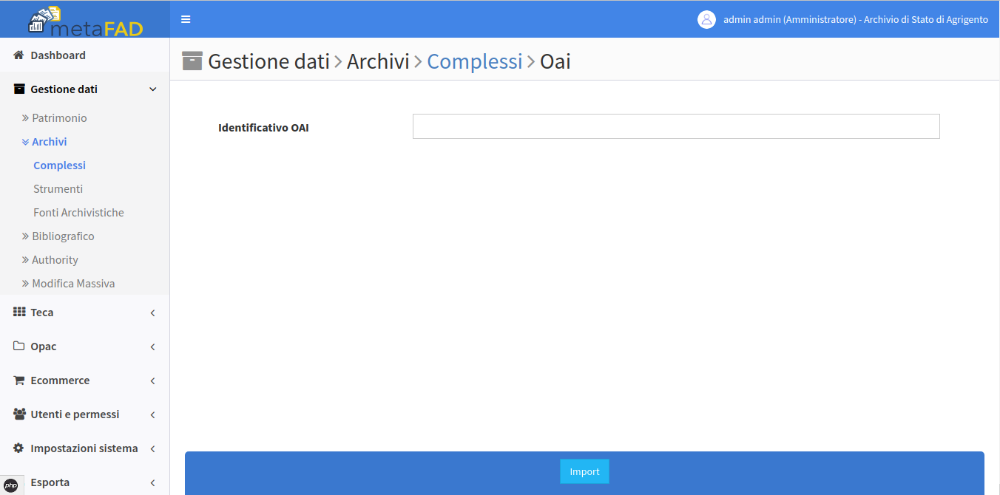 metaFAD
admin admin (Amministratore) - Archivio di Stato di Agrigento
Dashboard
Gestione dati
Patrimonio
Archivi
Complessi
Strumenti
Fonti Archivistiche
Bibliografico
Authority
Modifica Massiva
Teca
Opac
Ecommerce
Utenti e permessi
Impostazioni sistema
Esporta
php
Gestione dati > Archivi > Complessi > Oai
Identificativo OAI
Import